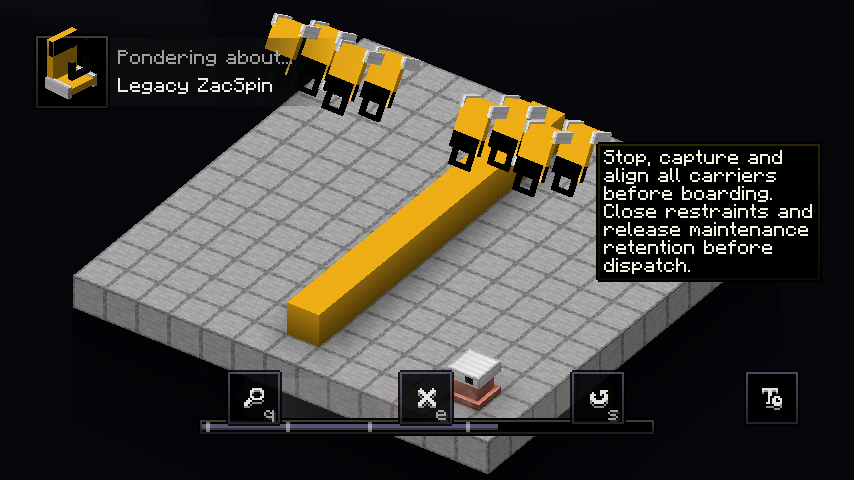 Pondering about...
Legacy ZacSpin
Stop, capture and
align all carriers
before boarding.
Close restraints and
release maintenance
retention before
dispatch.
q
e
s
T